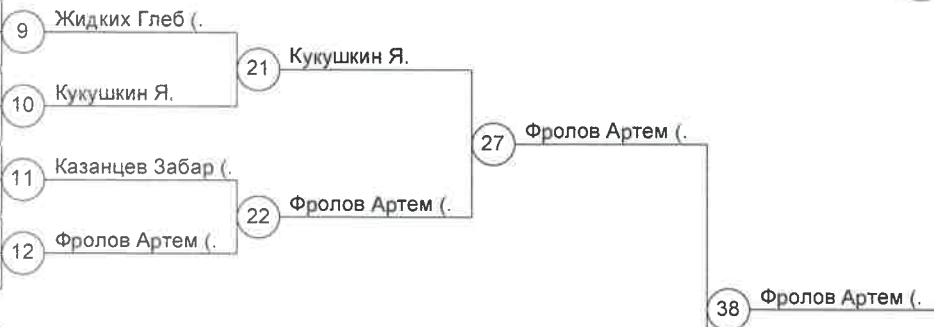 9 Жидких Глеб (.
21 Кукушкин Я.
10 Кукушкин Я.
27 Фролов Артем (.
11 Казанцев Забар (.
22 Фролов Артем (.
12 Фролов Артем (.
38 Фролов Артем (.